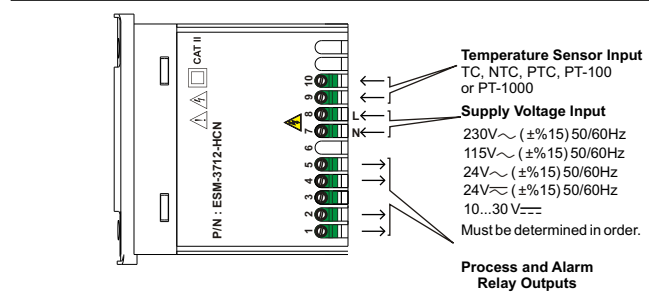 CAT II
P/N : ESM-3712-HCN
10
9
8
7
6
5
4
3
2
1
L
N
Temperature Sensor Input
TC, NTC, PTC, PT-100
or PT-1000
Supply Voltage Input
230V～ ( ±%15) 50/60Hz
115V～ ( ±%15) 50/60Hz
24V～ ( ±%15) 50/60Hz
24V⏦ ( ±%15) 50/60Hz
10...30 V⎓
Must be determined in order.
Process and Alarm
Relay Outputs